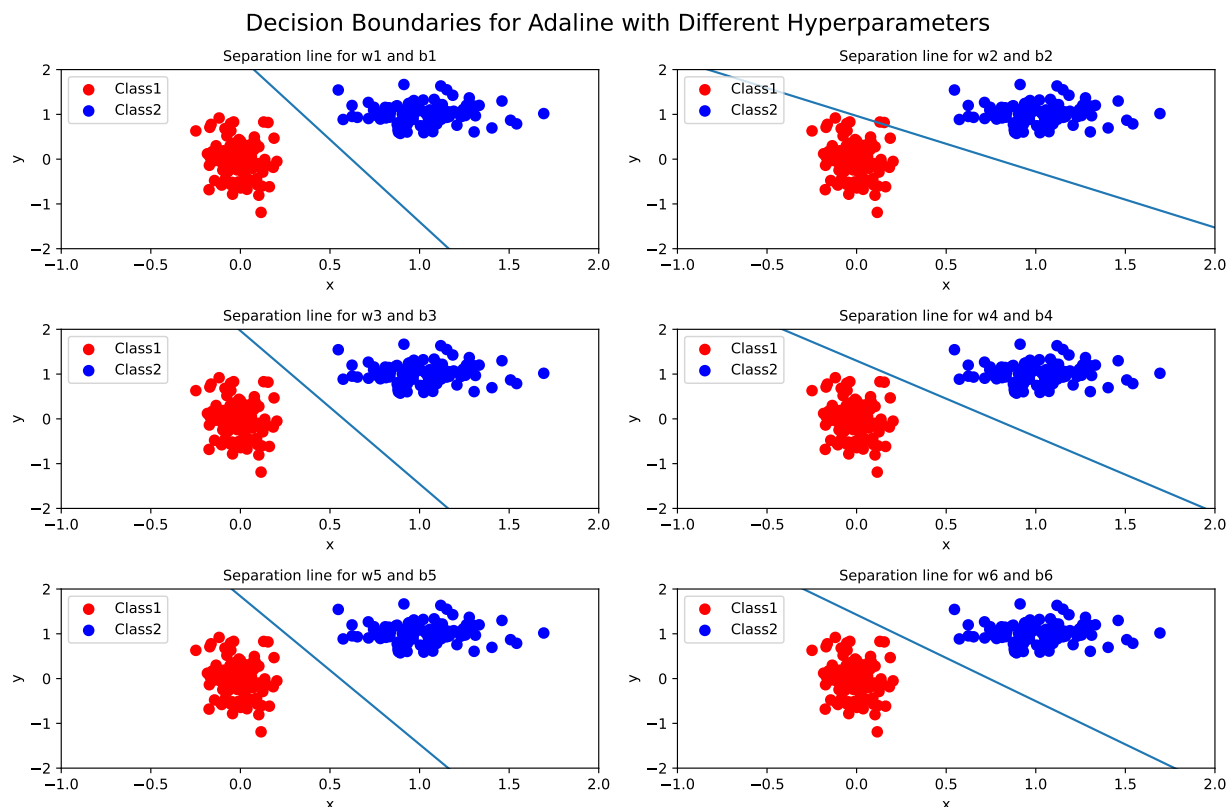 Decision Boundaries for Adaline with Different Hyperparameters
Separation line for w1 and b1
Class1
Class2
2
1
0
−1
−2
y
−1.0 −0.5 0.0 0.5 1.0 1.5 2.0
x
Separation line for w2 and b2
Class1
Class2
2
1
0
−1
−2
y
−1.0 −0.5 0.0 0.5 1.0 1.5 2.0
x
Separation line for w3 and b3
Class1
Class2
2
1
0
−1
−2
y
−1.0 −0.5 0.0 0.5 1.0 1.5 2.0
x
Separation line for w4 and b4
Class1
Class2
2
1
0
−1
−2
y
−1.0 −0.5 0.0 0.5 1.0 1.5 2.0
x
Separation line for w5 and b5
Class1
Class2
2
1
0
−1
−2
y
−1.0 −0.5 0.0 0.5 1.0 1.5 2.0
x
Separation line for w6 and b6
Class1
Class2
2
1
0
−1
−2
y
−1.0 −0.5 0.0 0.5 1.0 1.5 2.0
x